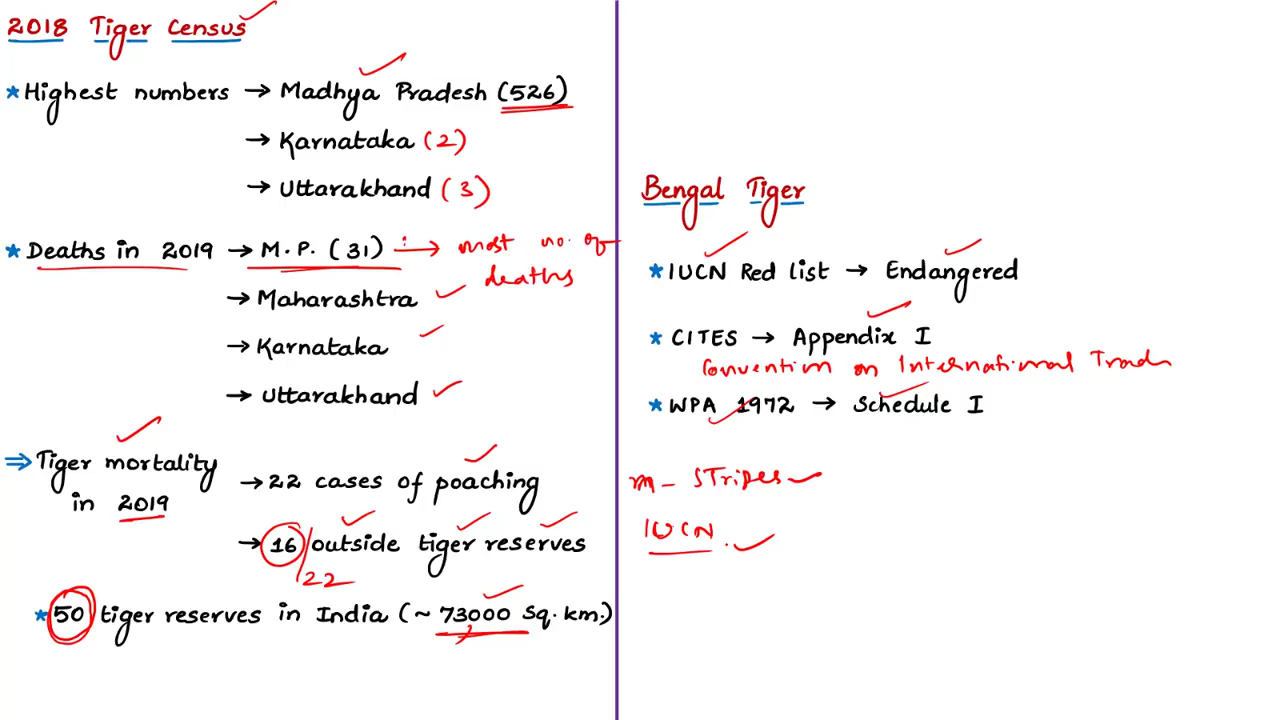 2018 Tiger Census
* Highest numbers → Madhya Pradesh (526)
→ Karnataka (2)
→ Uttarakhand (3)
* Deaths in 2019 → M.P. (31) → most no. of
deaths
→ Maharashtra
→ Karnataka
→ Uttarakhand
⇒ Tiger mortality
in 2019
→ 22 cases of poaching
→ 16/22 outside tiger reserves
* 50 tiger reserves in India (~ 73000 Sq. km.)
Bengal Tiger
* IUCN Red list → Endangered
* CITES → Appendix I
Convention on International Trade
* WPA 1972 → Schedule I
M-STripes
IUCN.